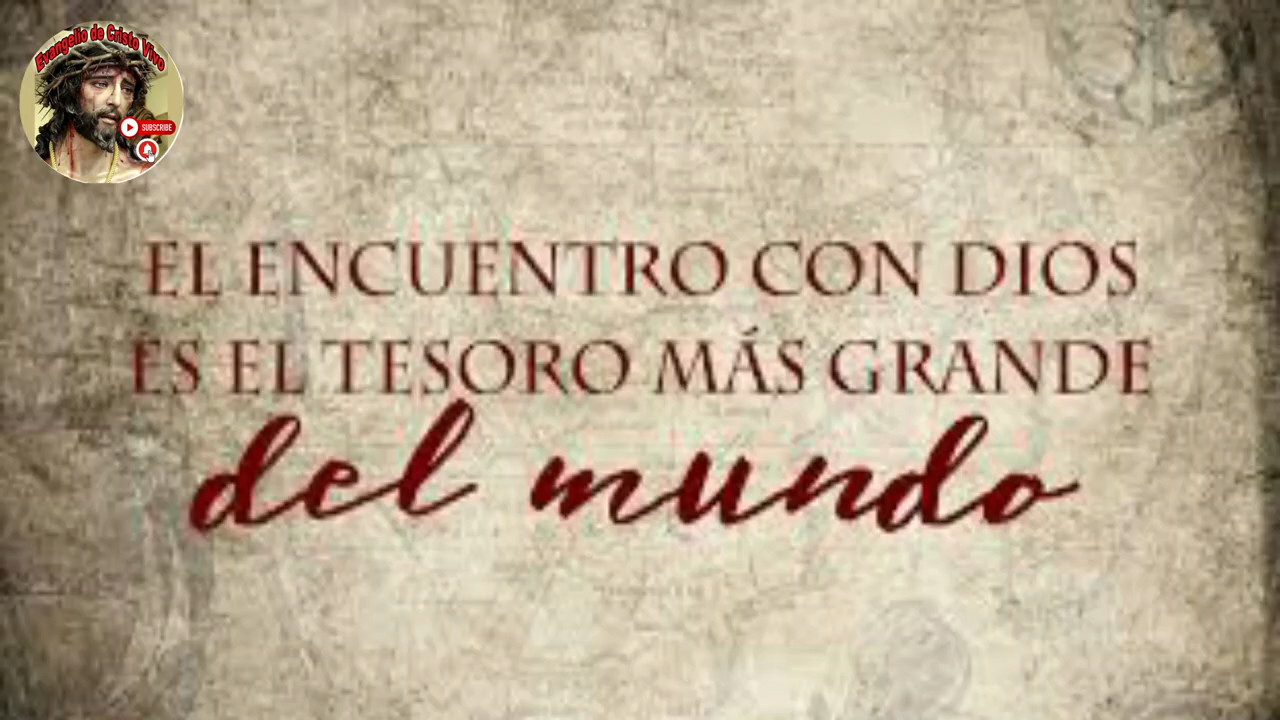 Evangelio de Cristo Vivo
SUBSCRIBE
EL ENCUENTRO CON DIOS
ES EL TESORO MÁS GRANDE
del mundo